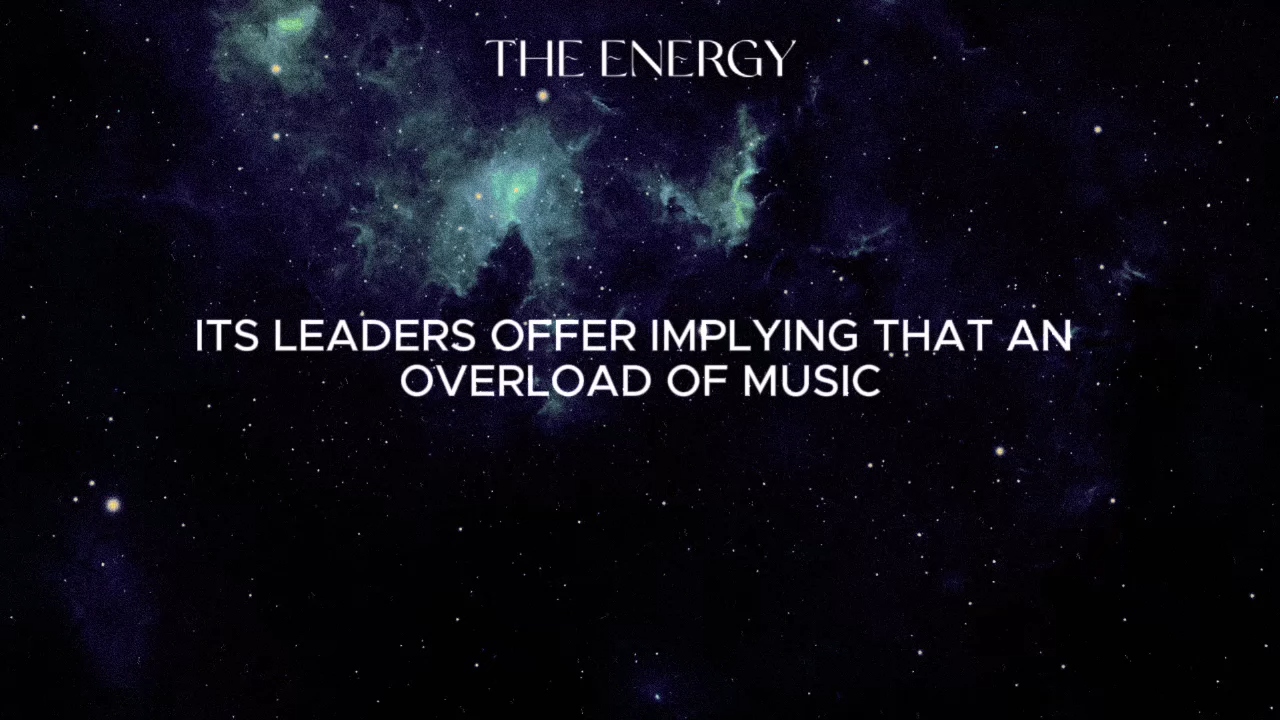 THE ENERGY
ITS LEADERS OFFER IMPLYING THAT AN
OVERLOAD OF MUSIC